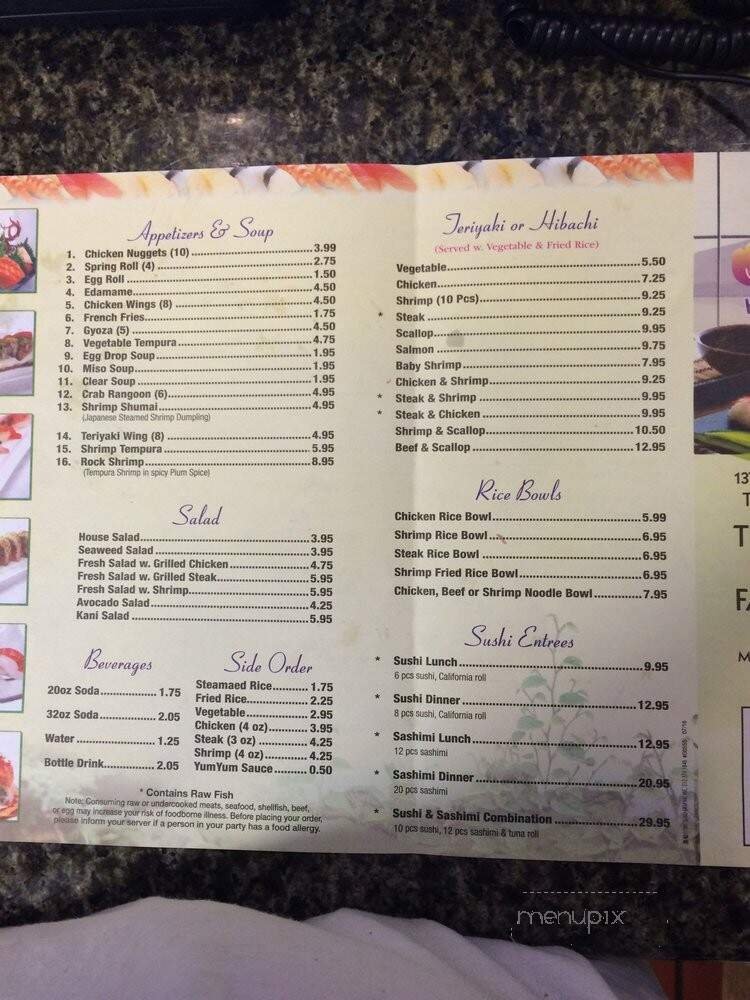 Appetizers & Soup
1. Chicken Nuggets (10) 3.99
2. Spring Roll (4) 2.75
3. Egg Roll 1.50
4. Edamame 4.50
5. Chicken Wings (8) 4.50
6. French Fries 1.75
7. Gyoza (5) 4.50
8. Vegetable Tempura 4.75
9. Egg Drop Soup 1.95
10. Miso Soup 1.95
11. Clear Soup 1.95
12. Crab Rangoon (6) 4.95
13. Shrimp Shumai 4.95
(Japanese Steamed Shrimp Dumpling)
14. Teriyaki Wing (8) 4.95
15. Shrimp Tempura 5.95
16. Rock Shrimp 8.95
(Tempura Shrimp in spicy Plum Spice)
Salad
House Salad 3.95
Seaweed Salad 3.95
Fresh Salad w. Grilled Chicken 4.75
Fresh Salad w. Grilled Steak 5.95
Fresh Salad w. Shrimp 5.95
Avocado Salad 4.25
Kani Salad 5.95
Beverages
20oz Soda 1.75
32oz Soda 2.05
Water 1.25
Bottle Drink 2.05
Side Order
Steamaed Rice 1.75
Fried Rice 2.25
Vegetable 2.95
Chicken (4 oz) 3.95
Steak (3 oz) 4.25
Shrimp (4 oz) 4.25
YumYum Sauce 0.50
* Contains Raw Fish
Note: Consuming raw or undercooked meats, seafood, shellfish, beef,
or egg may increase your risk of foodborne illness. Before placing your order,
please inform your server if a person in your party has a food allergy.
Teriyaki or Hibachi
(Served w. Vegetable & Fried Rice)
Vegetable 5.50
Chicken 7.25
Shrimp (10 Pcs) 9.25
* Steak 9.25
Scallop 9.95
Salmon 9.75
Baby Shrimp 7.95
Chicken & Shrimp 9.25
* Steak & Shrimp 9.95
* Steak & Chicken 9.95
Shrimp & Scallop 10.50
Beef & Scallop 12.95
Rice Bowls
Chicken Rice Bowl 5.99
Shrimp Rice Bowl 6.95
Steak Rice Bowl 6.95
Shrimp Fried Rice Bowl 6.95
Chicken, Beef or Shrimp Noodle Bowl 7.95
Sushi Entrees
* Sushi Lunch 9.95
6 pcs sushi, California roll
* Sushi Dinner 12.95
8 pcs sushi, California roll
* Sashimi Lunch 12.95
12 pcs sashimi
* Sashimi Dinner 20.95
20 pcs sashimi
* Sushi & Sashimi Combination 29.95
10 pcs sushi, 12 pcs sashimi & tuna roll
menupix